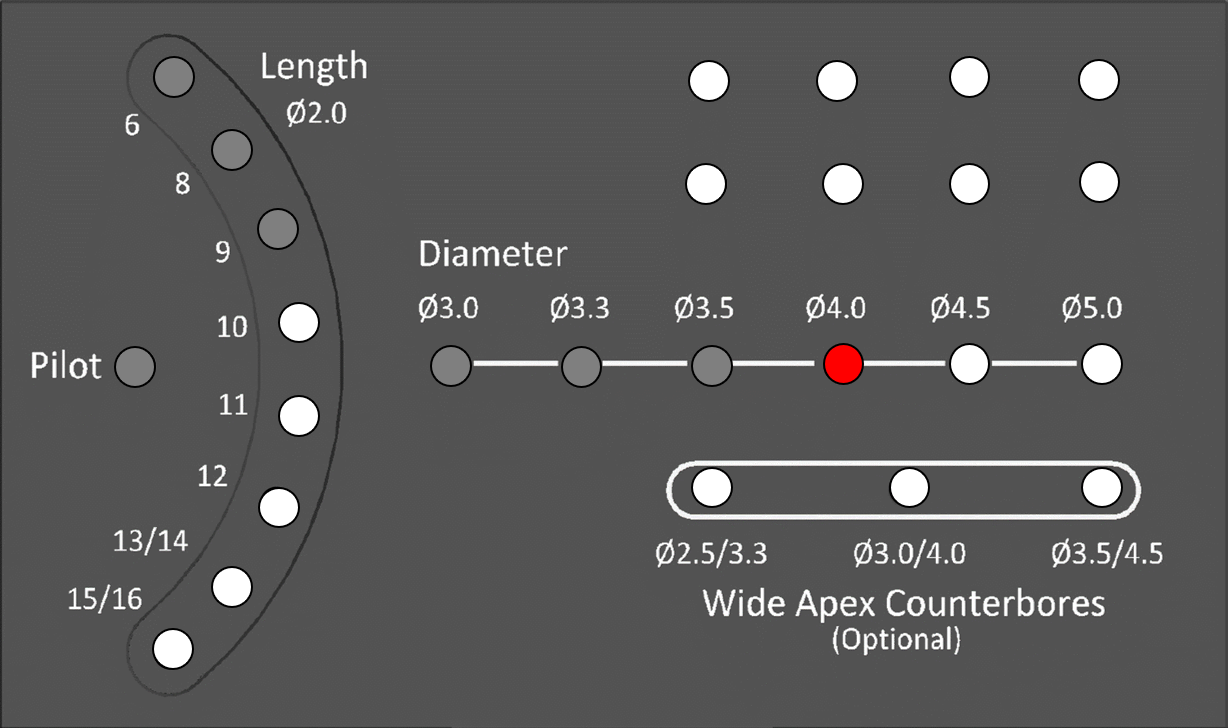 Length
Ø2.0
6
8
9
10
11
12
13/14
15/16
Pilot
Diameter
Ø3.0 Ø3.3 Ø3.5 Ø4.0 Ø4.5 Ø5.0
Ø2.5/3.3 Ø3.0/4.0 Ø3.5/4.5
Wide Apex Counterbores
(Optional)